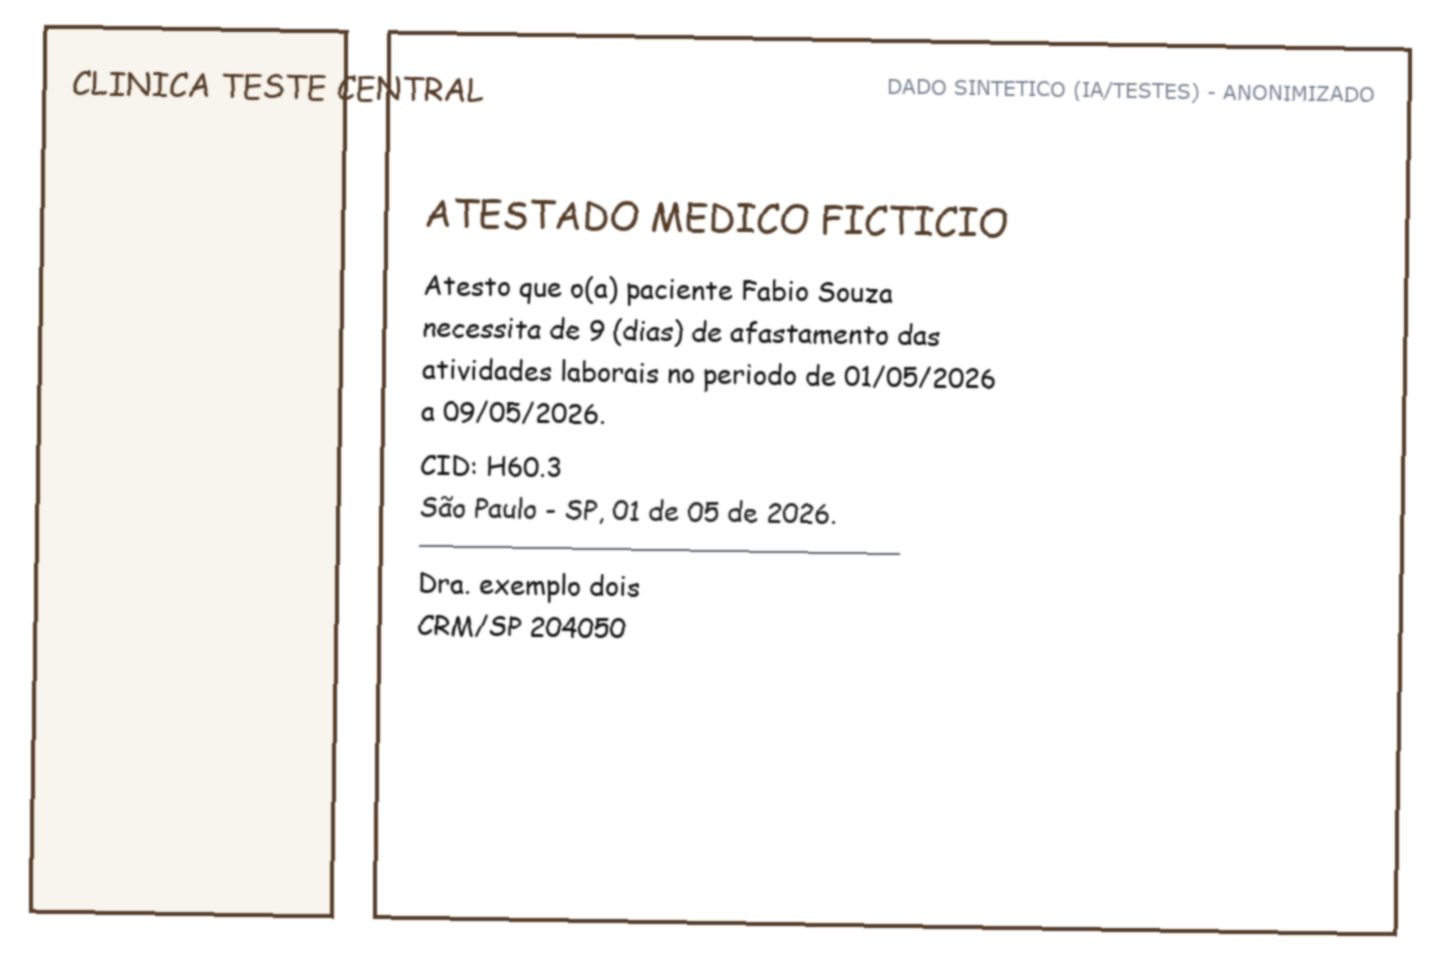 CLINICA TESTE CENTRAL
DADO SINTETICO (IA/TESTES) - ANONIMIZADO
ATESTADO MEDICO FICTICIO
Atesto que o(a) paciente Fabio Souza
necessita de 9 (dias) de afastamento das
atividades laborais no periodo de 01/05/2026
a 09/05/2026.
CID: H60.3
São Paulo - SP, 01 de 05 de 2026.
Dra. exemplo dois
CRM/SP 204050